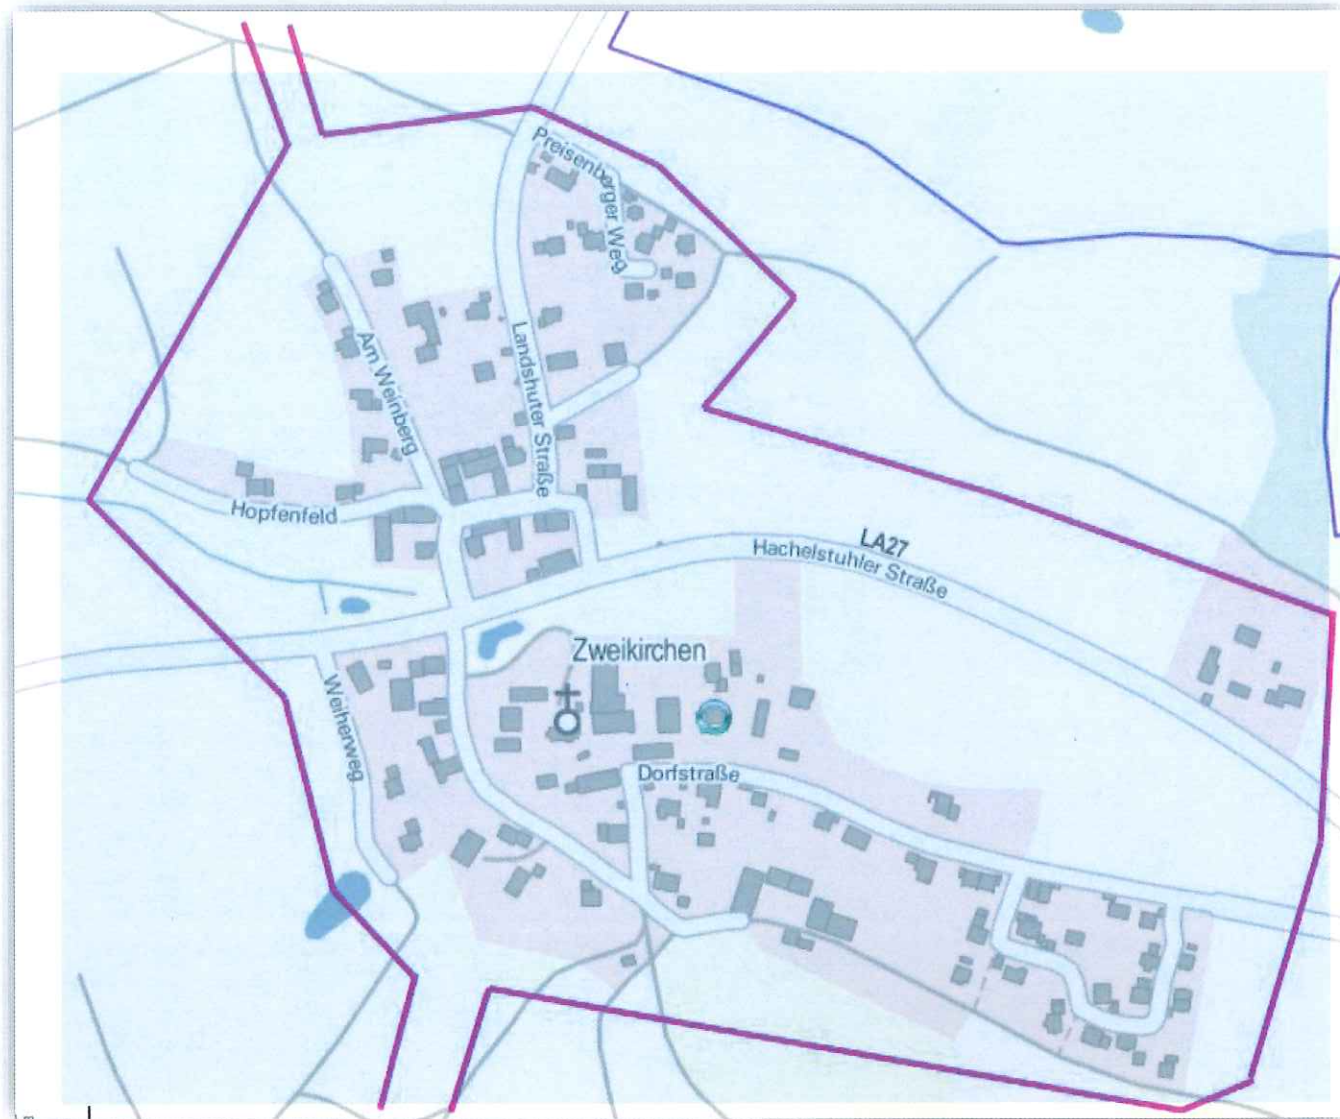 Preisenberger Weg
Landshuter Straße
Am Weinberg
Hopfenfeld
LA27
Hachelstuhler Straße
Zweikirchen
Weiherweg
Dorfstraße